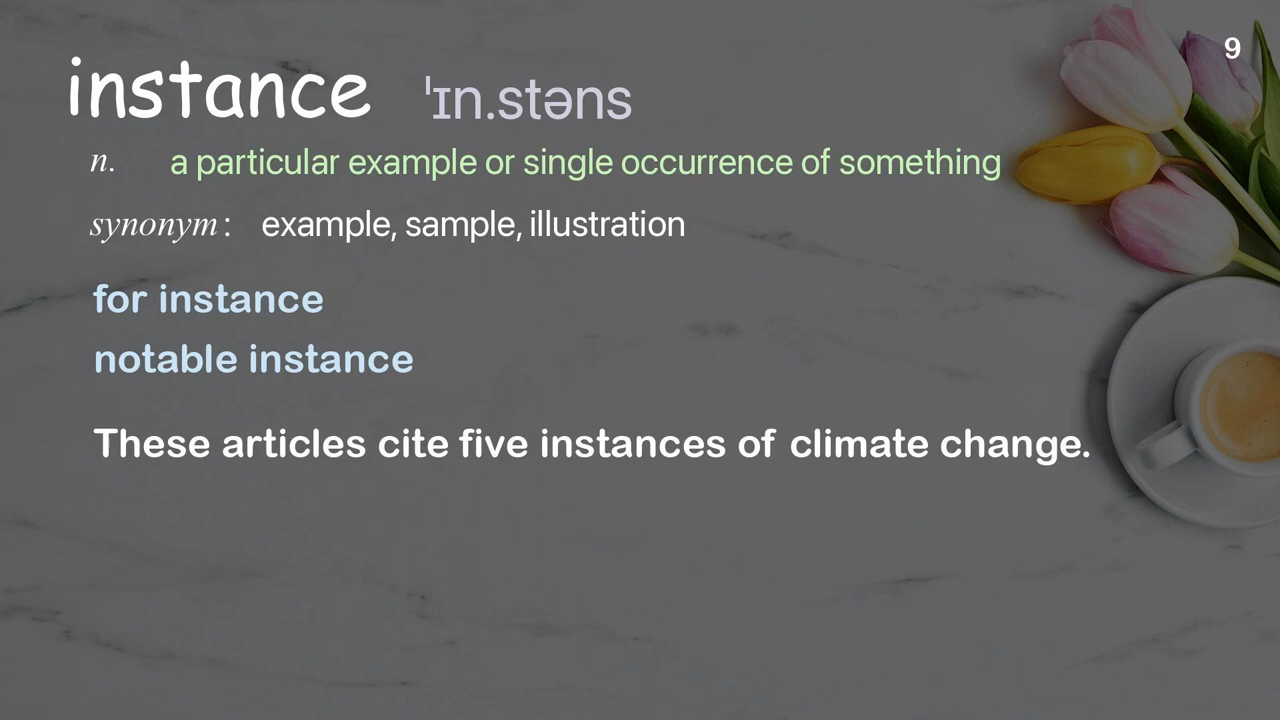 9
instance ˈɪn.stəns
n. a particular example or single occurrence of something
synonym : example, sample, illustration
for instance
notable instance
These articles cite five instances of climate change.